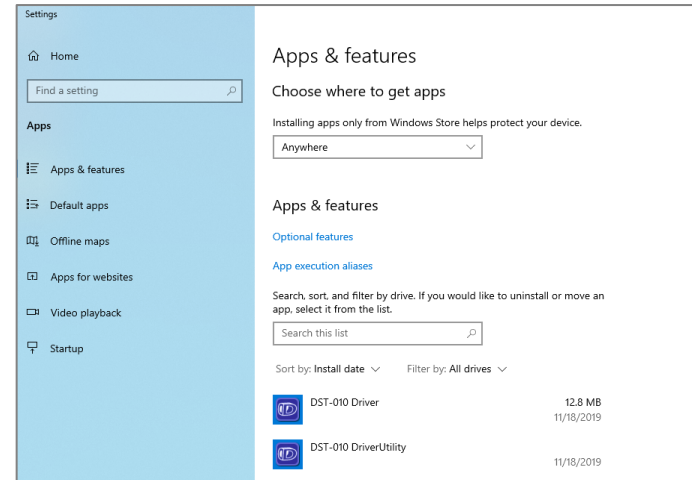 Settings
Home
Find a setting
Apps
Apps & features
Default apps
Offline maps
Apps for websites
Video playback
Startup
Apps & features
Choose where to get apps
Installing apps only from Windows Store helps protect your device.
Anywhere
Apps & features
Optional features
App execution aliases
Search, sort, and filter by drive. If you would like to uninstall or move an
app, select it from the list.
Search this list
Sort by: Install date Filter by: All drives
DST-010 Driver 12.8 MB
11/18/2019
DST-010 DriverUtility
11/18/2019